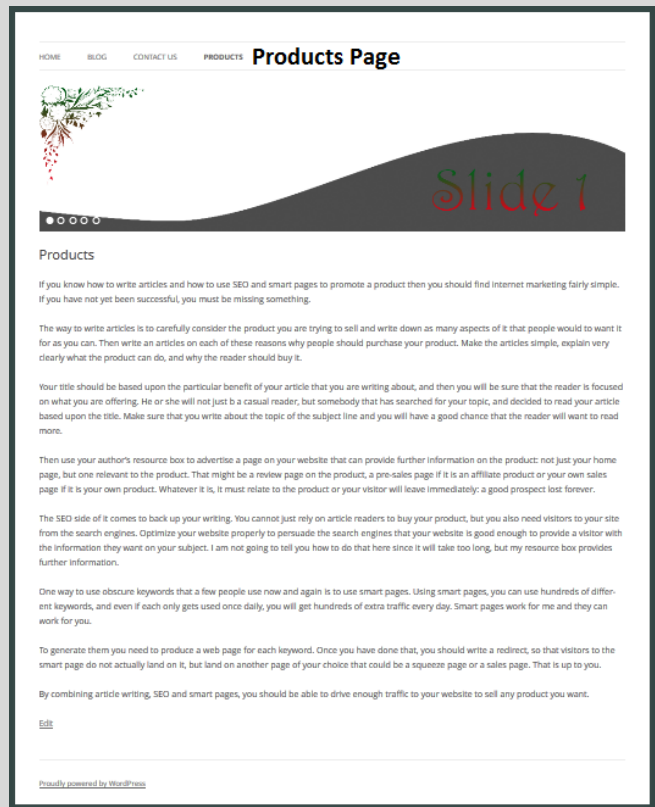 HOME BLOG CONTACT US PRODUCTS Products Page
Slide 1
Products
If you know how to write articles and how to use SEO and smart pages to promote a product then you should find internet marketing fairly simple.
If you have not yet been successful, you must be missing something.
The way to write articles is to carefully consider the product you are trying to sell and write down as many aspects of it that people would to want it
for as you can. Then write an articles on each of these reasons why people should purchase your product. Make the articles simple, explain very
clearly what the product can do, and why the reader should buy it.
Your title should be based upon the particular benefit of your article that you are writing about, and then you will be sure that the reader is focused
on what you are offering. He or she will not just b a casual reader, but somebody that has searched for your topic, and decided to read your article
based upon the title. Make sure that you write about the topic of the subject line and you will have a good chance that the reader will want to read
more.
Then use your author's resource box to advertise a page on your website that can provide further information on the product: not just your home
page, but one relevant to the product. That might be a review page on the product, a pre-sales page if it is an affiliate product or your own sales
page if it is your own product. Whatever it is, it must relate to the product or your visitor will leave immediately: a good prospect lost forever.
The SEO side of it comes to back up your writing. You cannot just rely on article readers to buy your product, but you also need visitors to your site
from the search engines. Optimize your website properly to persuade the search engines that your website is good enough to provide a visitor with
the information they want on your subject. I am not going to tell you how to do that here since it will take too long, but my resource box provides
further information.
One way to use obscure keywords that a few people use now and again is to use smart pages. Using smart pages, you can use hundreds of differ-
ent keywords, and even if each only gets used once daily, you will get hundreds of extra traffic every day. Smart pages work for me and they can
work for you.
To generate them you need to produce a web page for each keyword. Once you have done that, you should write a redirect, so that visitors to the
smart page do not actually land on it, but land on another page of your choice that could be a squeeze page or a sales page. That is up to you.
By combining article writing, SEO and smart pages, you should be able to drive enough traffic to your website to sell any product you want.
Edit
Proudly powered by WordPress